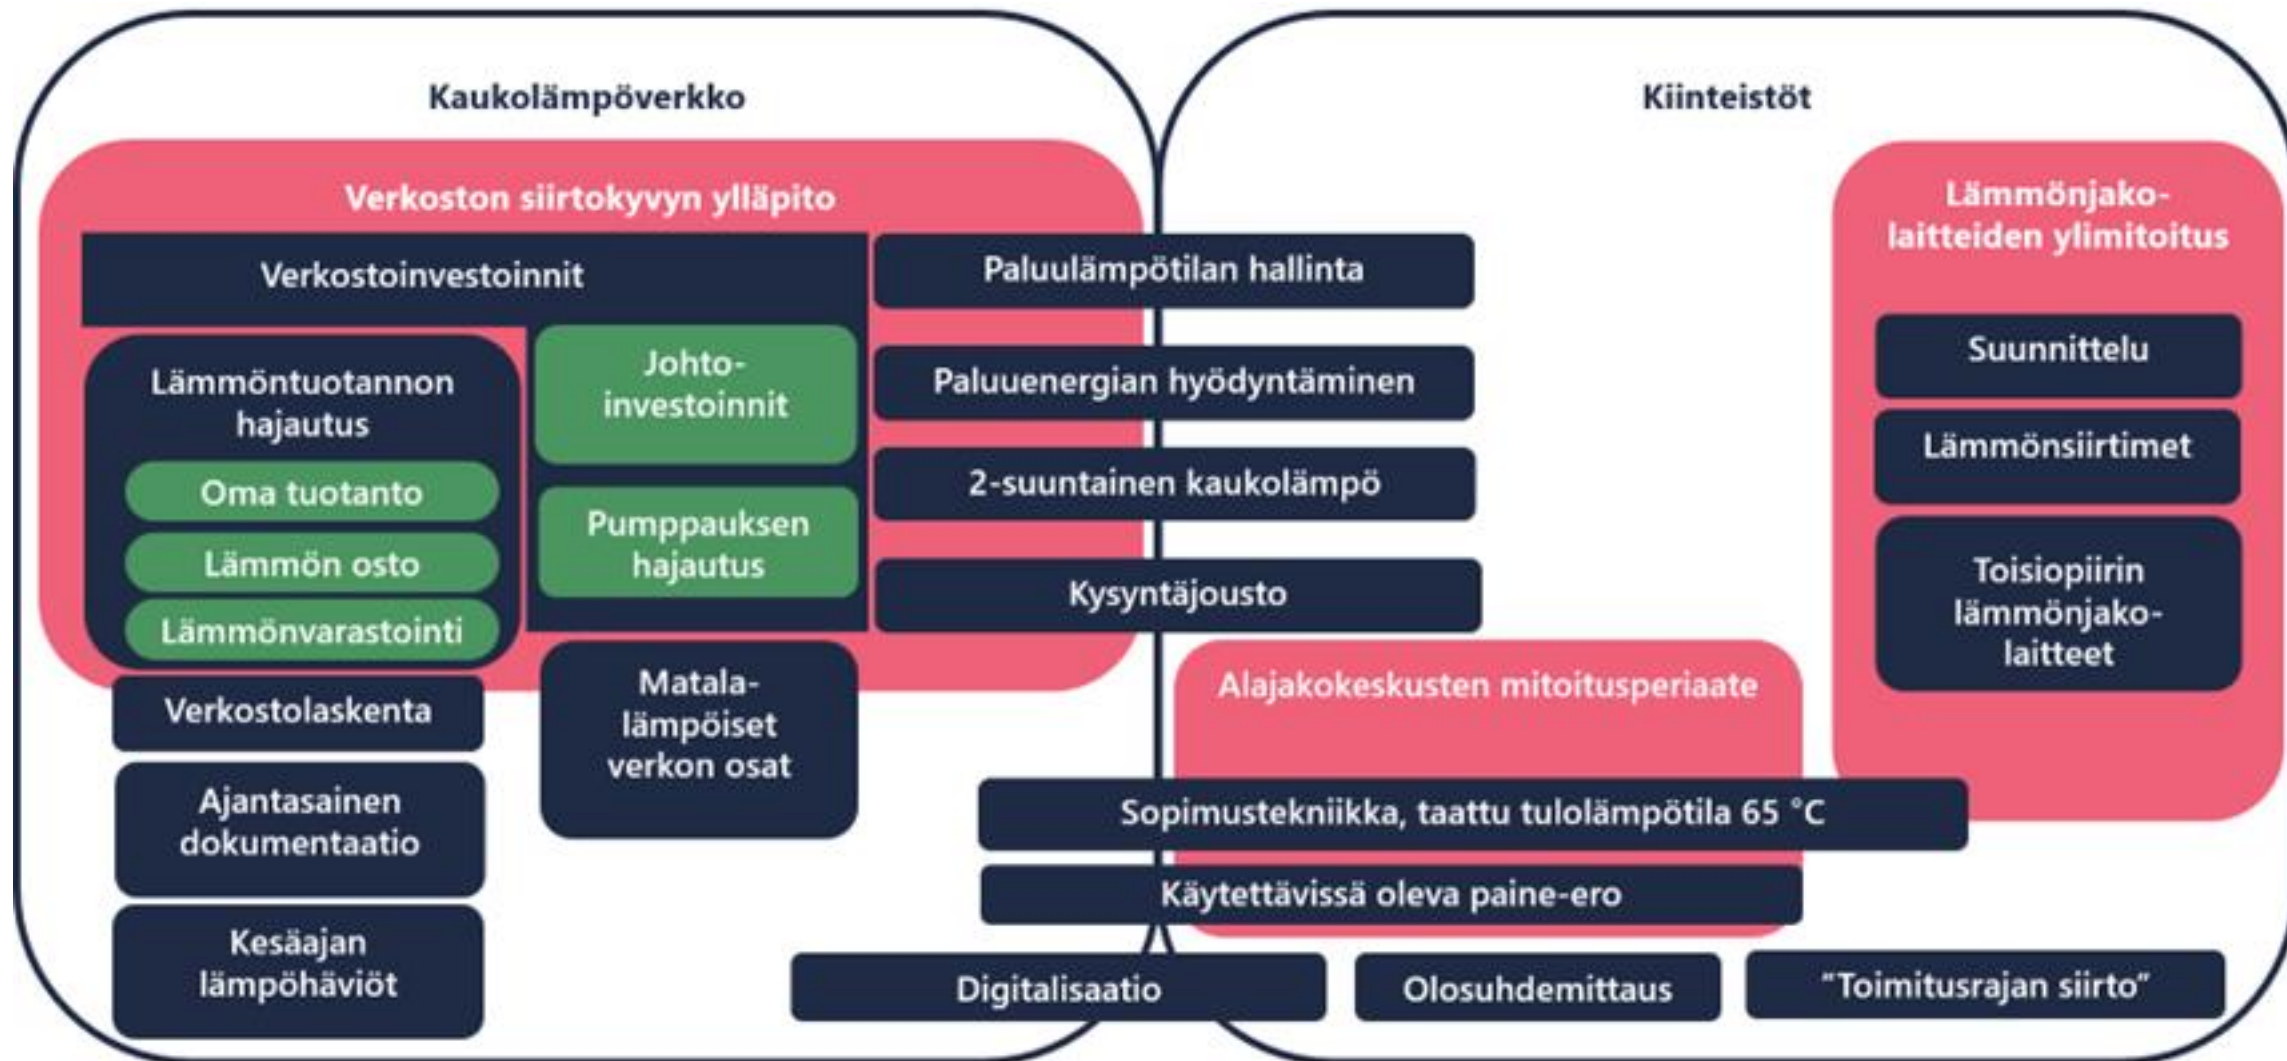 Kaukolämpöverkko
Verkoston siirtokyvyn ylläpito
Verkostoinvestoinnit
Lämmöntuotannon
hajautus
Oma tuotanto
Lämmön osto
Lämmönvarastointi
Johto-
investoinnit
Pumppauksen
hajautus
Verkostolaskenta
Ajantasainen
dokumentaatio
Kesäajan
lämpöhäviöt
Matala-
lämpöiset
verkon osat
Paluulämpötilan hallinta
Paluuenergian hyödyntäminen
2-suuntainen kaukolämpö
Kysyntäjousto
Kiinteistöt
Lämmönjako-
laitteiden ylimitoitus
Suunnittelu
Lämmönsiirtimet
Toisiopiirin
lämmönjako-
laitteet
Alajakokeskusten mitoitusperiaate
Sopimustekniikka, taattu tulolämpötila 65 °C
Käytettävissä oleva paine-ero
Digitalisaatio
Olosuhdemittaus
”Toimitusrajan siirto”